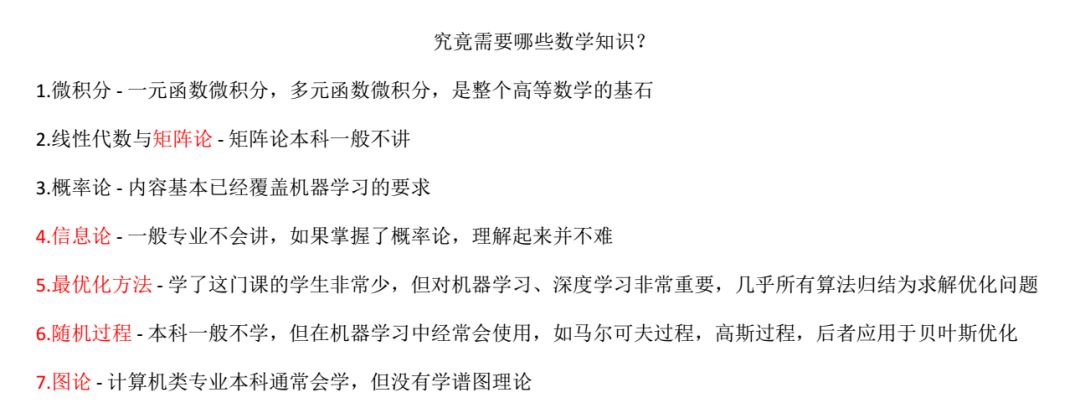 究竟需要哪些数学知识？
1.微积分 - 一元函数微积分，多元函数微积分，是整个高等数学的基石
2.线性代数与矩阵论 - 矩阵论本科一般不讲
3.概率论 - 内容基本已经覆盖机器学习的要求
4.信息论 - 一般专业不会讲，如果掌握了概率论，理解起来并不难
5.最优化方法 - 学了这门课的学生非常少，但对机器学习、深度学习非常重要，几乎所有算法归结为求解优化问题
6.随机过程 - 本科一般不学，但在机器学习中经常会使用，如马尔可夫过程，高斯过程，后者应用于贝叶斯优化
7.图论 - 计算机类专业本科通常会学，但没有学谱图理论